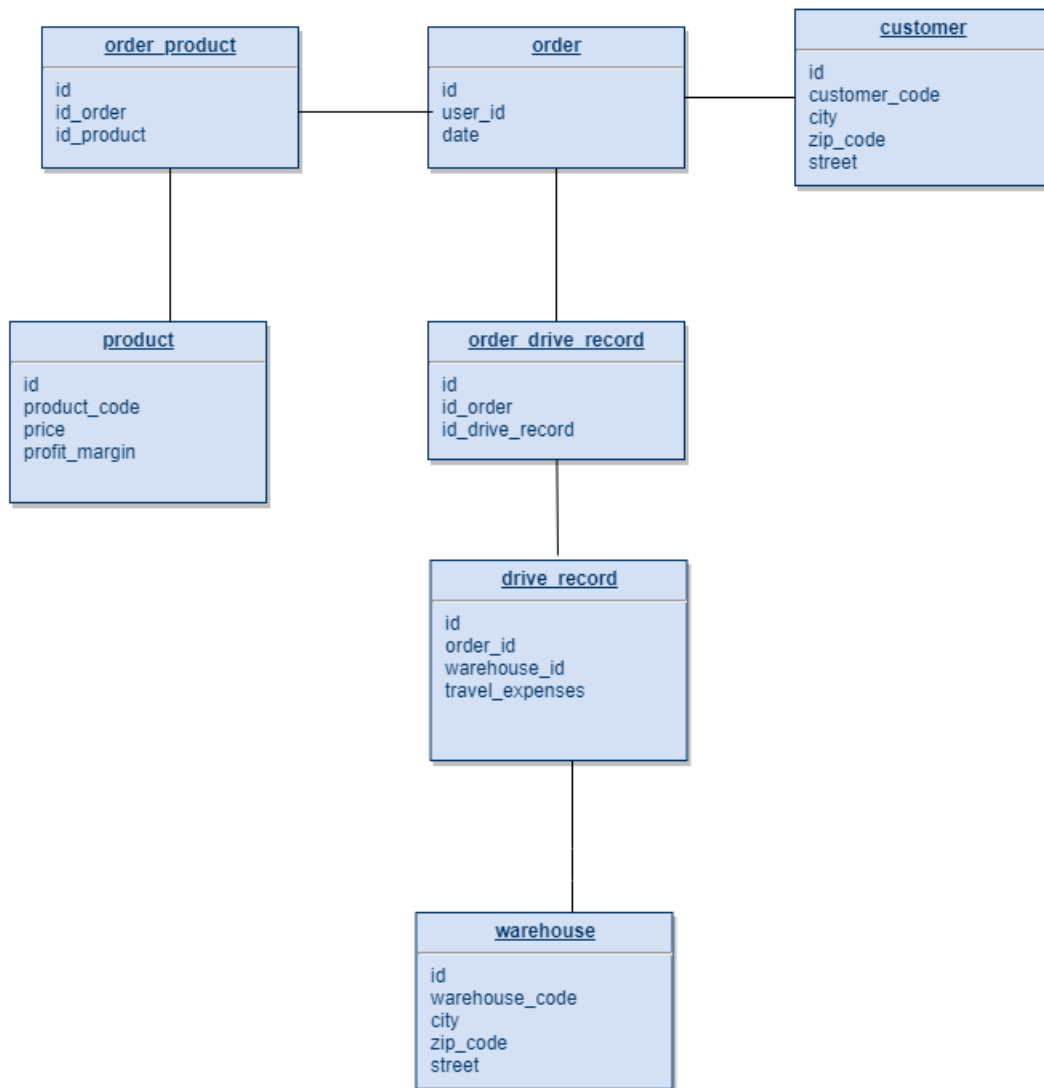 order_product
id
id_order
id_product
order
id
user_id
date
customer
id
customer_code
city
zip_code
street
product
id
product_code
price
profit_margin
order_drive_record
id
id_order
id_drive_record
drive_record
id
order_id
warehouse_id
travel_expenses
warehouse
id
warehouse_code
city
zip_code
street